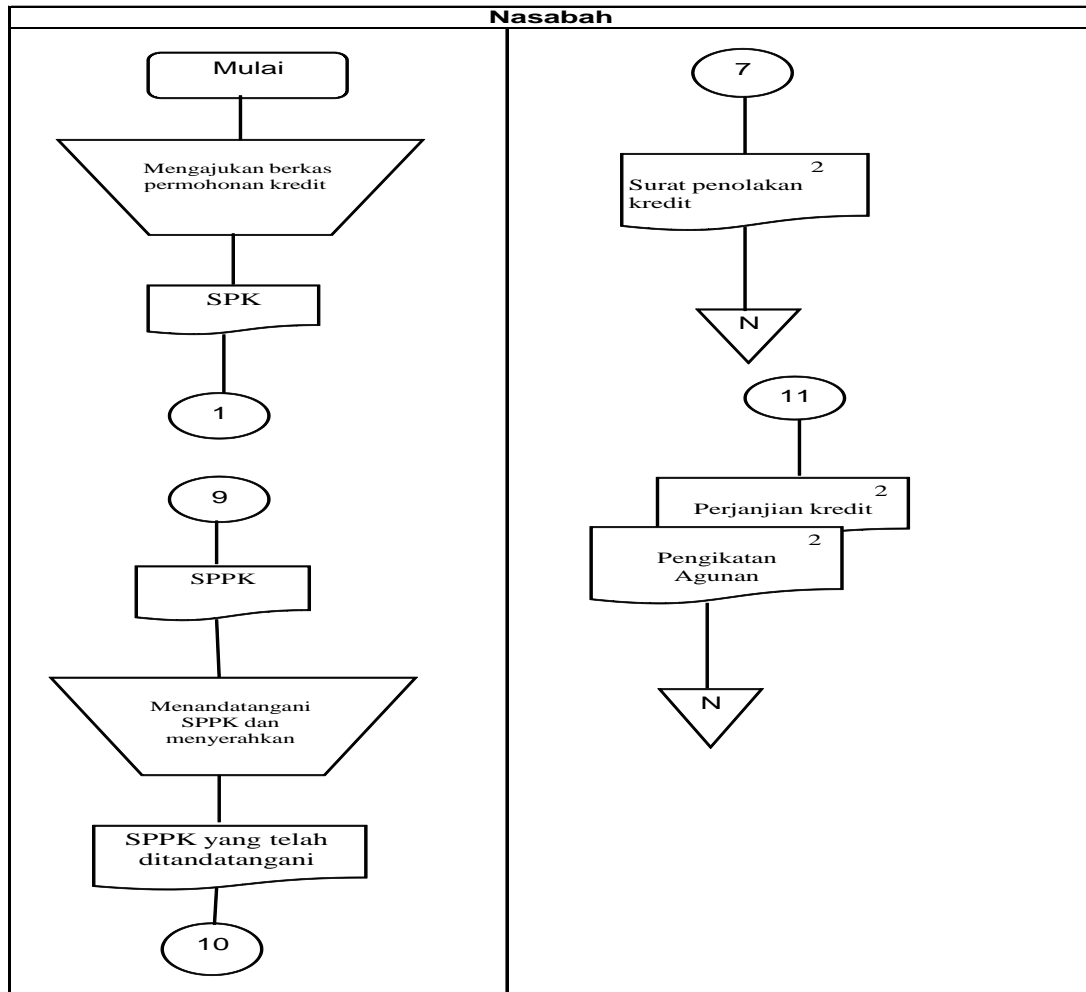 Nasabah
Mulai
Mengajukan berkas
permohonan kredit
SPK
1
9
SPPK
Menandatangani
SPPK dan
menyerahkan
SPPK yang telah
ditandatangani
10
7
2
Surat penolakan
kredit
N
11
2
Perjanjian kredit
2
Pengikatan
Agunan
N